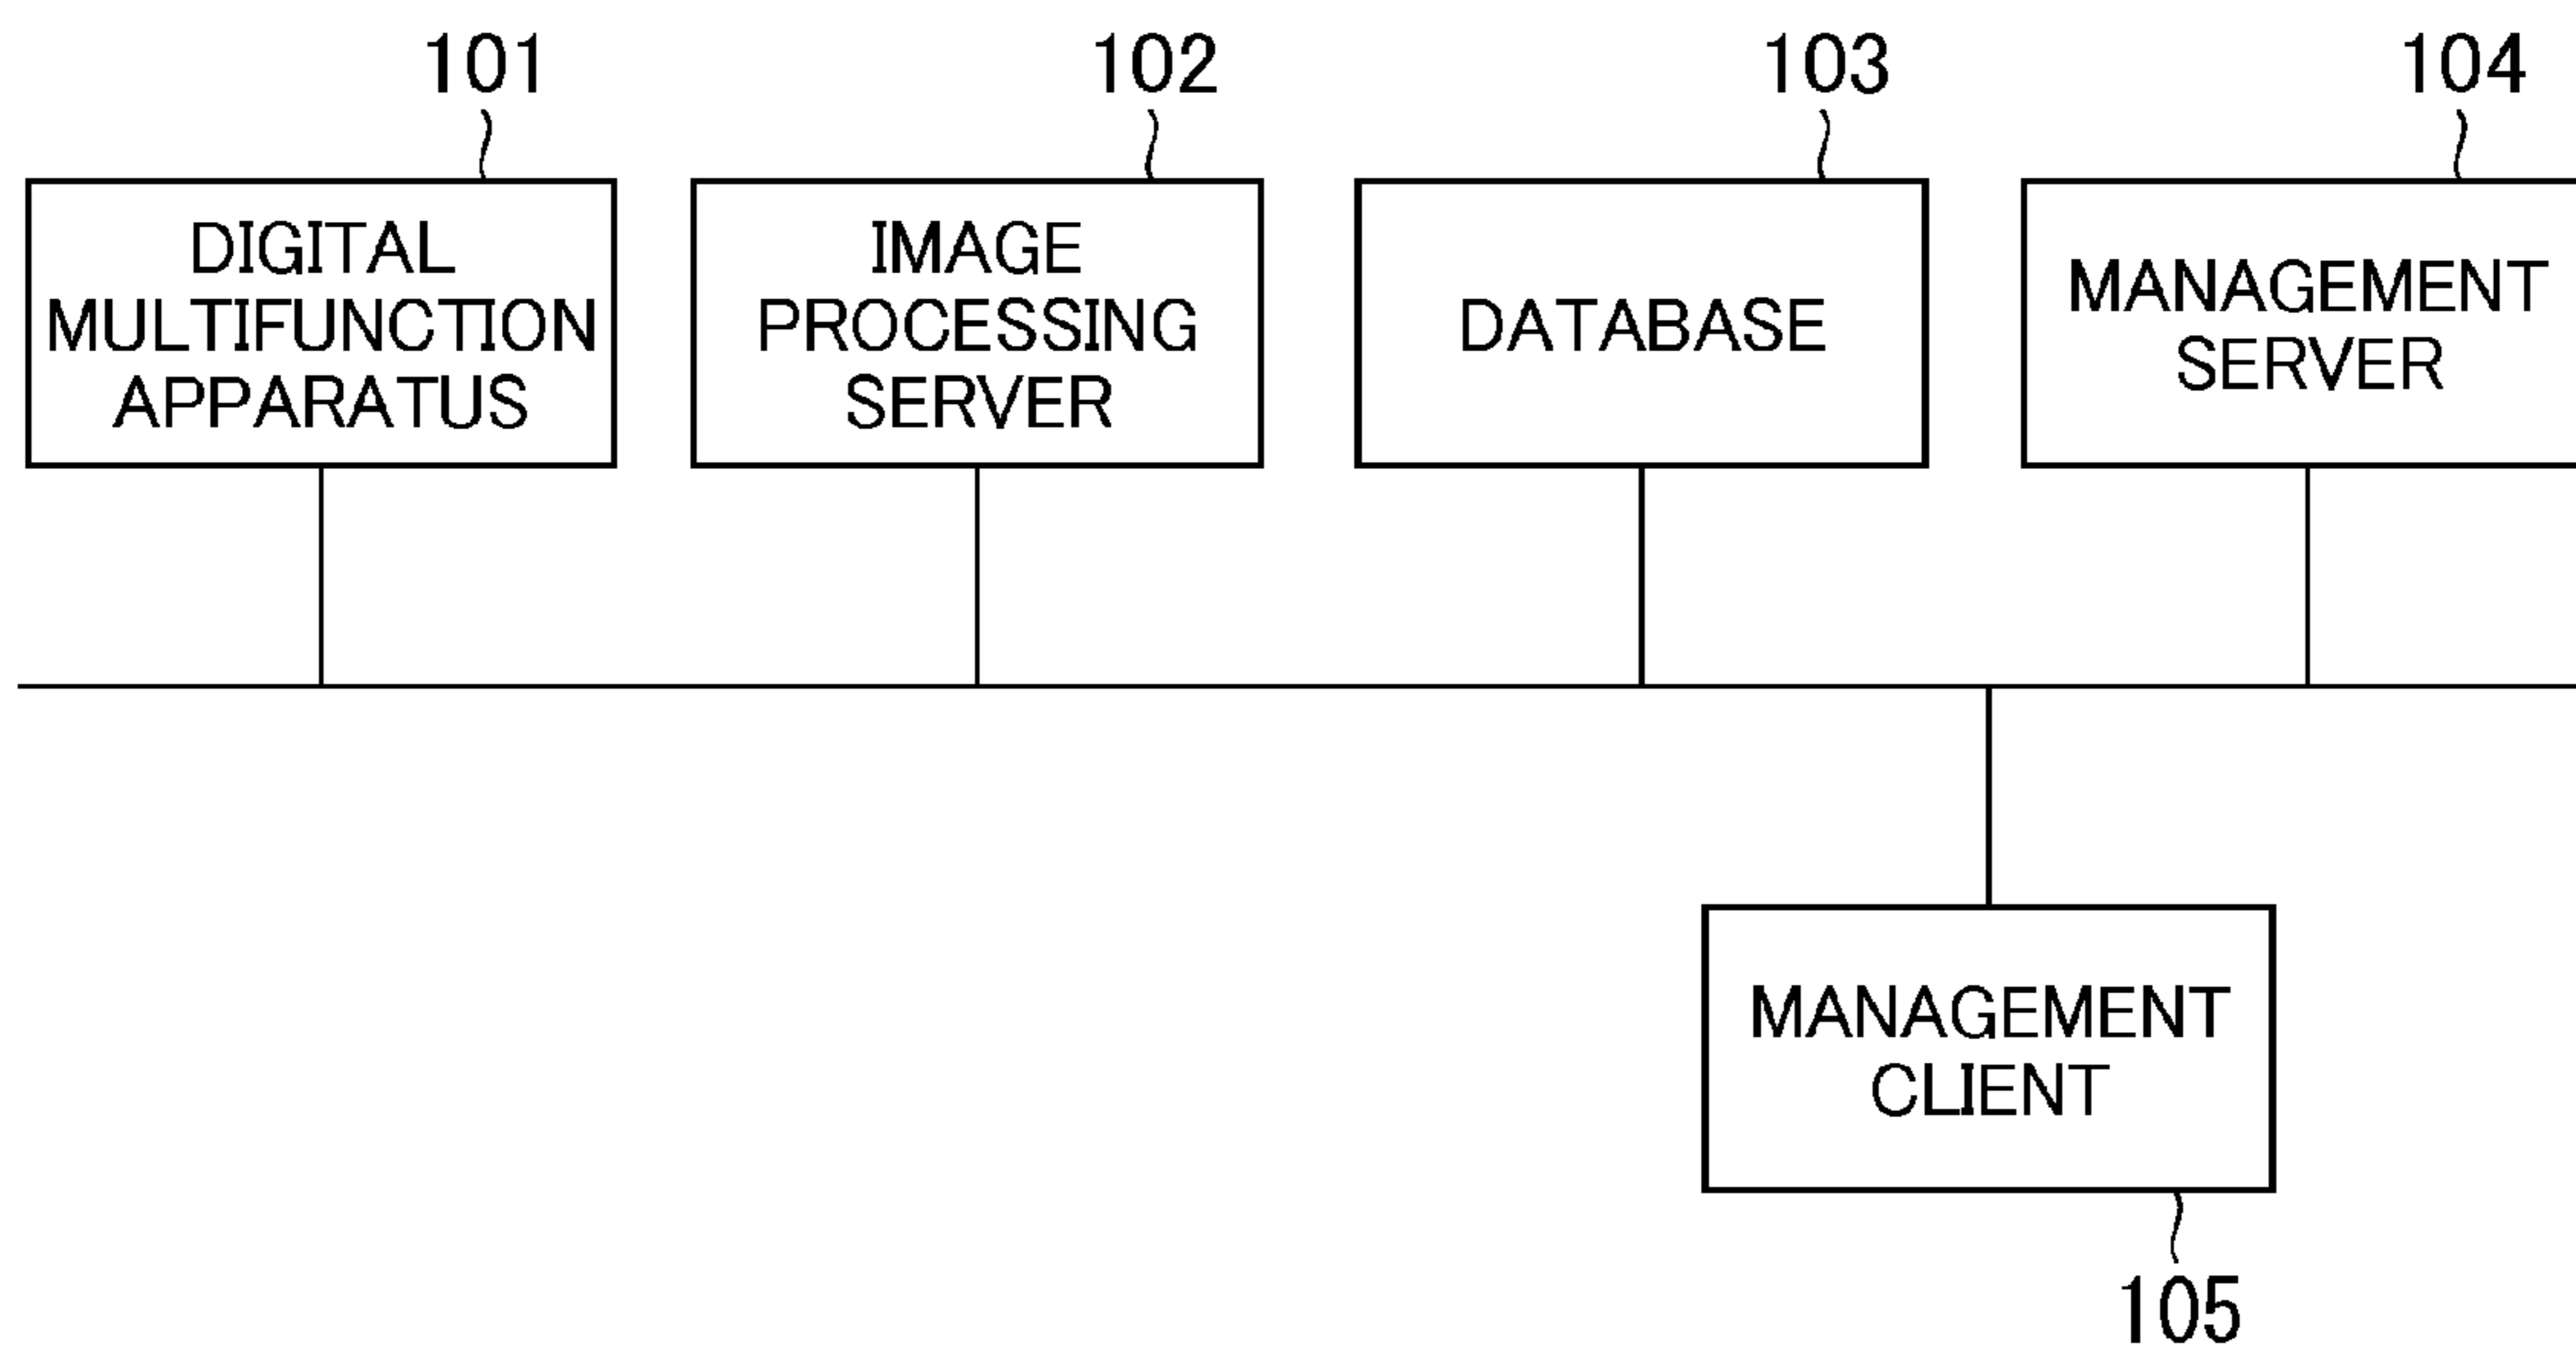 101
102
103
104
DIGITAL
MULTIFUNCTION
APPARATUS
IMAGE
PROCESSING
SERVER
DATABASE
MANAGEMENT
SERVER
MANAGEMENT
CLIENT
105